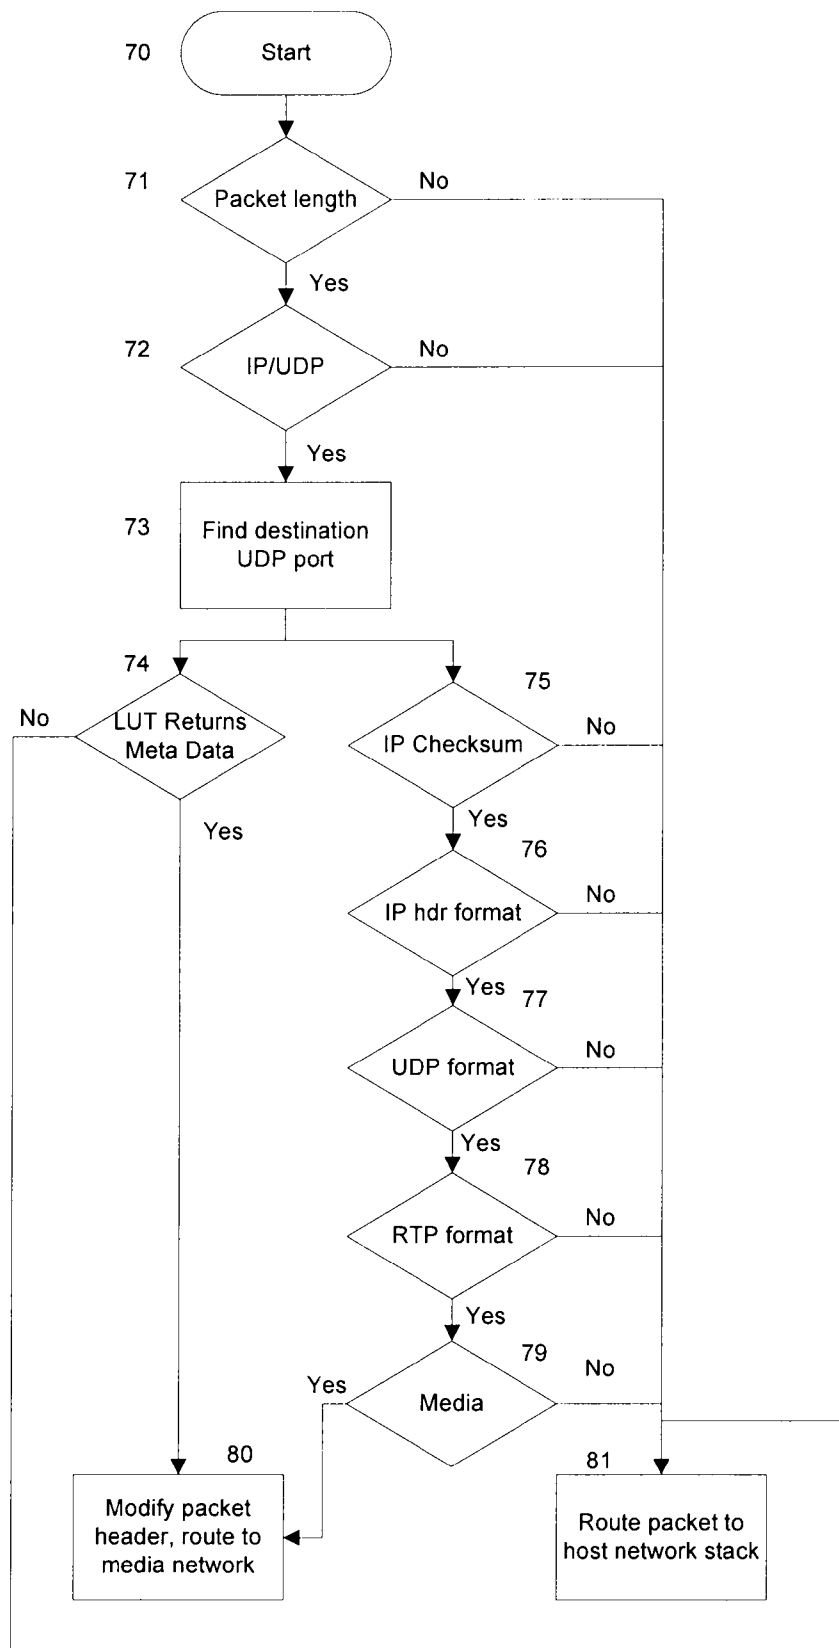 70
Start
71
Packet length
No
Yes
72
IP/UDP
No
Yes
73
Find destination
UDP port
74
LUT Returns
Meta Data
No
Yes
75
IP Checksum
No
Yes
76
IP hdr format
No
Yes
77
UDP format
No
Yes
78
RTP format
No
Yes
79
Media
Yes
No
80
Modify packet
header, route to
media network
81
Route packet to
host network stack